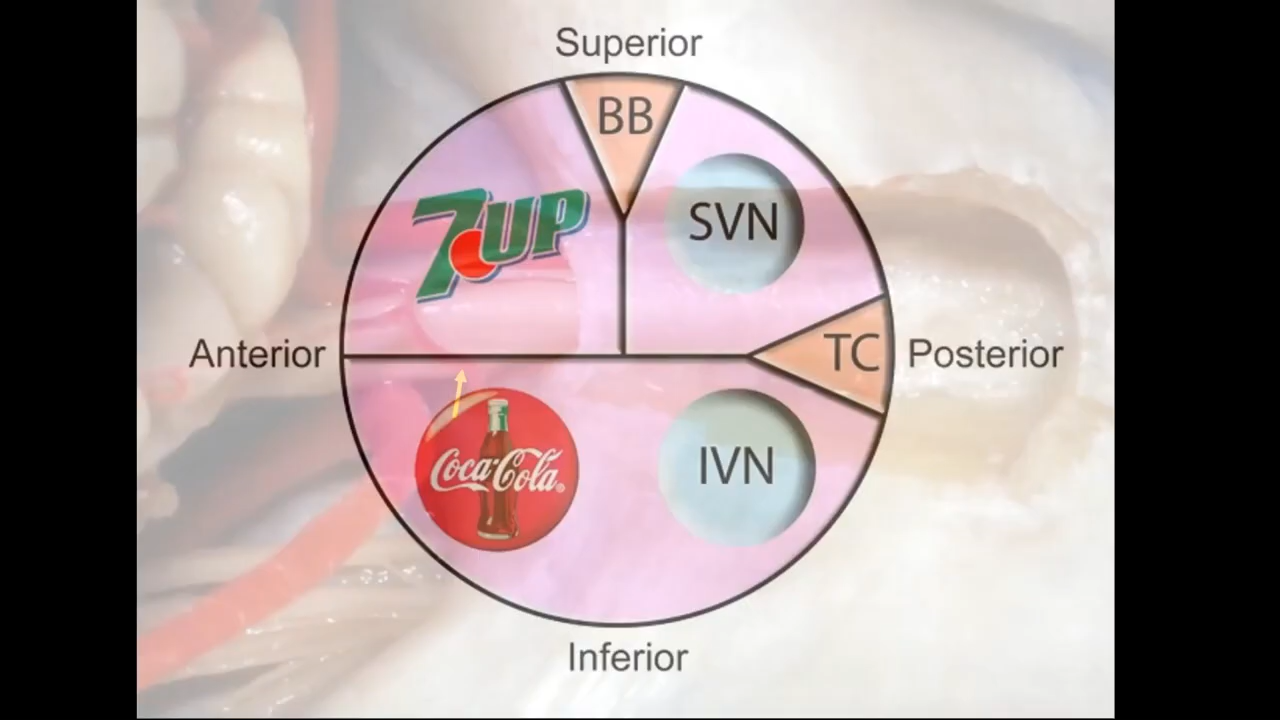 Superior
BB
7UP
SVN
Anterior
TC
Posterior
Coca-Cola®
IVN
Inferior